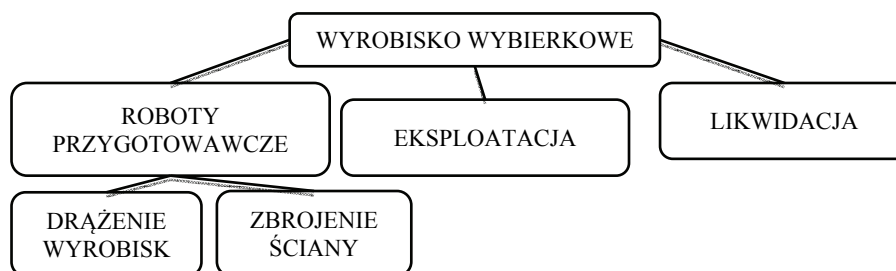 WYROBISKO WYBIERKOWE
ROBOTY
PRZYGOTOWAWCZE
EKSPLOATACJA
LIKWIDACJA
DRĄŻENIE
WYROBISK
ZBROJENIE
ŚCIANY